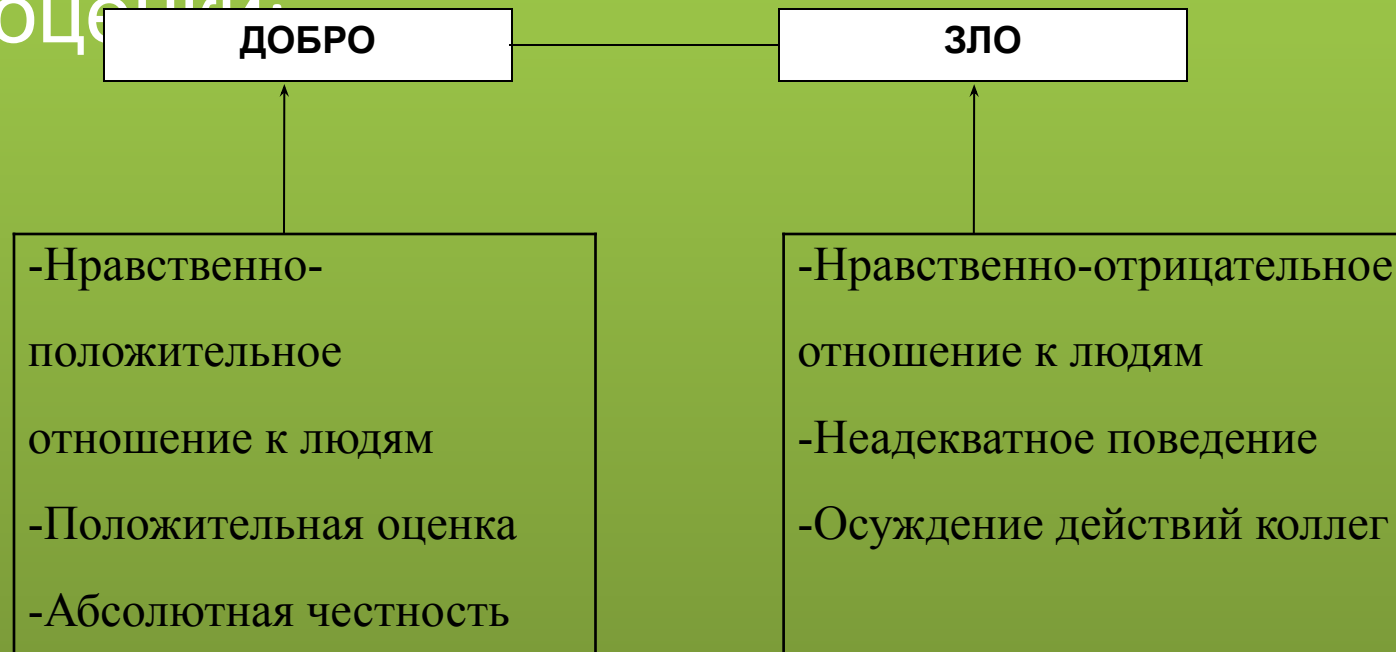 ДОБРО
ЗЛО
-Нравственно-
положительное
отношение к людям
-Положительная оценка
-Абсолютная честность
-Нравственно-отрицательное
отношение к людям
-Неадекватное поведение
-Осуждение действий коллег